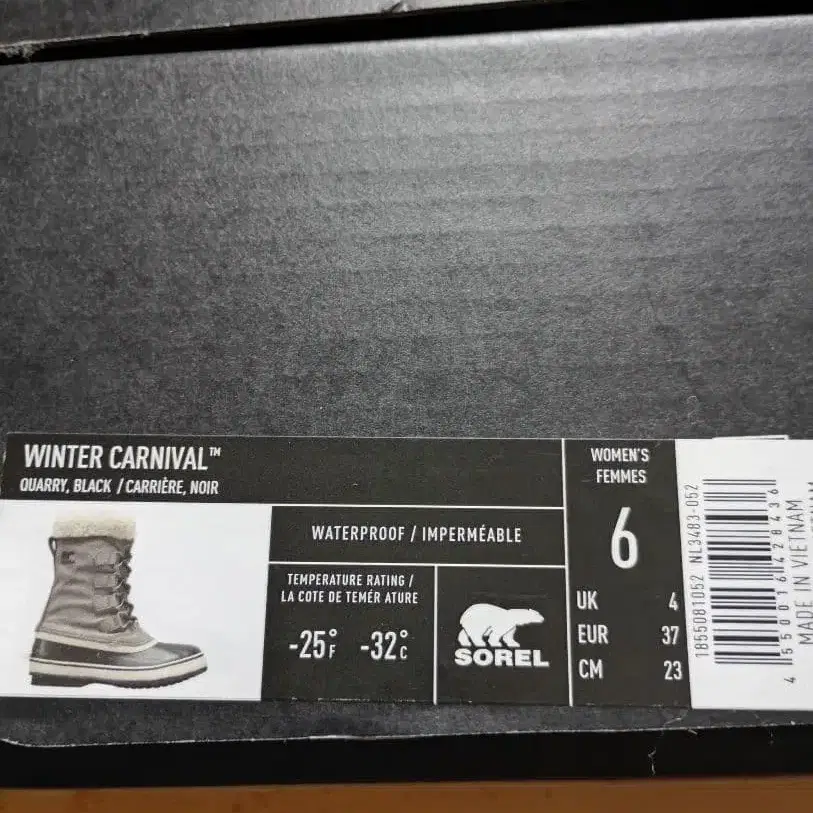 WINTER CARNIVAL™
QUARRY, BLACK / CARRIÈRE, NOIR
WATERPROOF / IMPERMÉABLE
TEMPERATURE RATING /
LA COTE DE TEMÉR ATURE
-25°F -32°C
SOREL
WOMEN'S
FEMMES
6
UK 4
EUR 37
CM 23
1855081052 NL3483-052
4 550016 428436
MADE IN VIETNAM